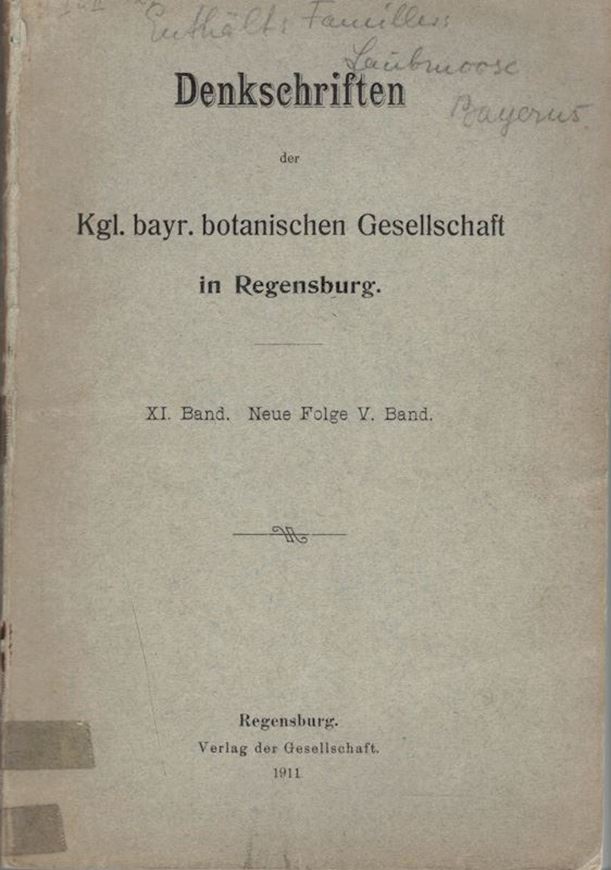 Enthält: Familler:
Laubmoose
Bayerns
Denkschriften
der
Kgl. bayr. botanischen Gesellschaft
in Regensburg.
XI. Band. Neue Folge V. Band.
Regensburg.
Verlag der Gesellschaft.
1911